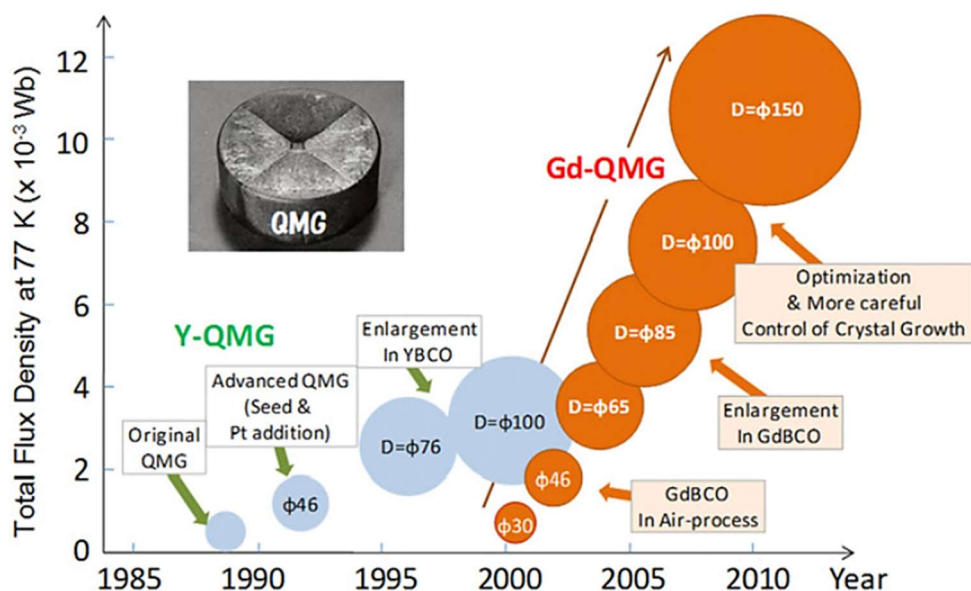 Total Flux Density at 77 K (x 10⁻³ Wb)
12
10
8
6
4
2
0
1985
1990
1995
2000
2005
2010
Year
QMG
Y-QMG
Gd-QMG
Original
QMG
Advanced QMG
(Seed &
Pt addition)
Enlargement
In YBCO
ϕ46
D=ϕ76
D=ϕ100
ϕ30
ϕ46
D=ϕ65
D=ϕ85
D=ϕ100
D=ϕ150
Optimization
& More careful
Control of Crystal Growth
Enlargement
In GdBCO
GdBCO
In Air-process